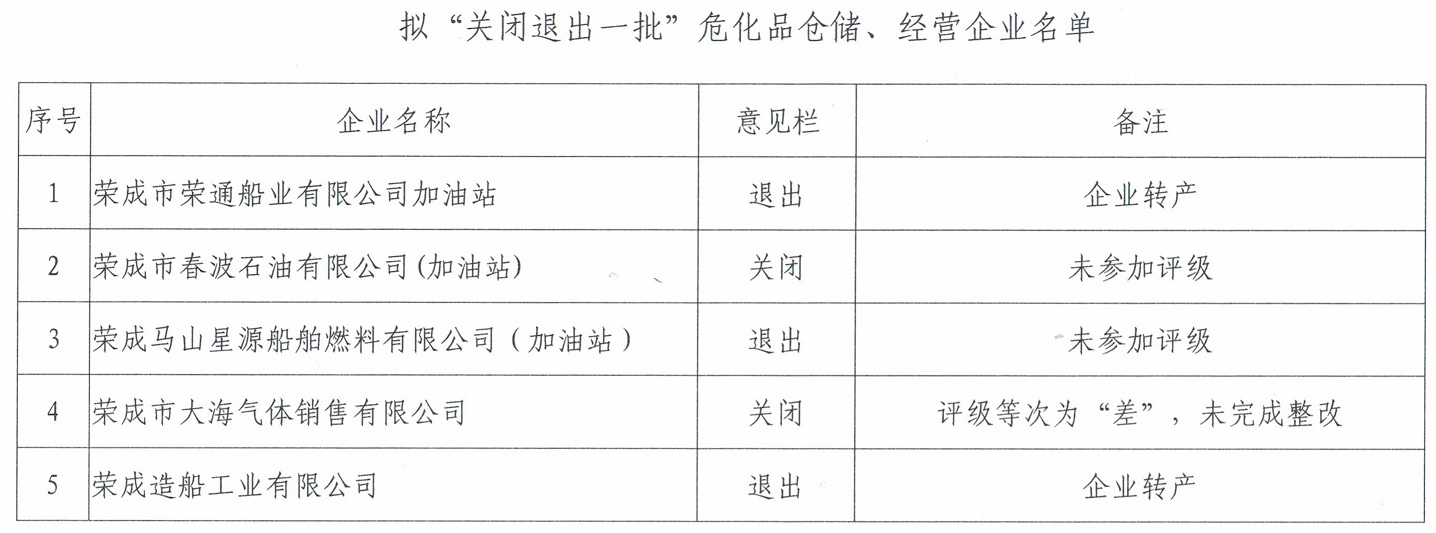 拟“关闭退出一批”危化品仓储、经营企业名单
序号 企业名称 意见栏 备注
1 荣成市荣通船业有限公司加油站 退出 企业转产
2 荣成市春波石油有限公司(加油站) 关闭 未参加评级
3 荣成马山星源船舶燃料有限公司（加油站） 退出 未参加评级
4 荣成市大海气体销售有限公司 关闭 评级等次为“差”，未完成整改
5 荣成造船工业有限公司 退出 企业转产